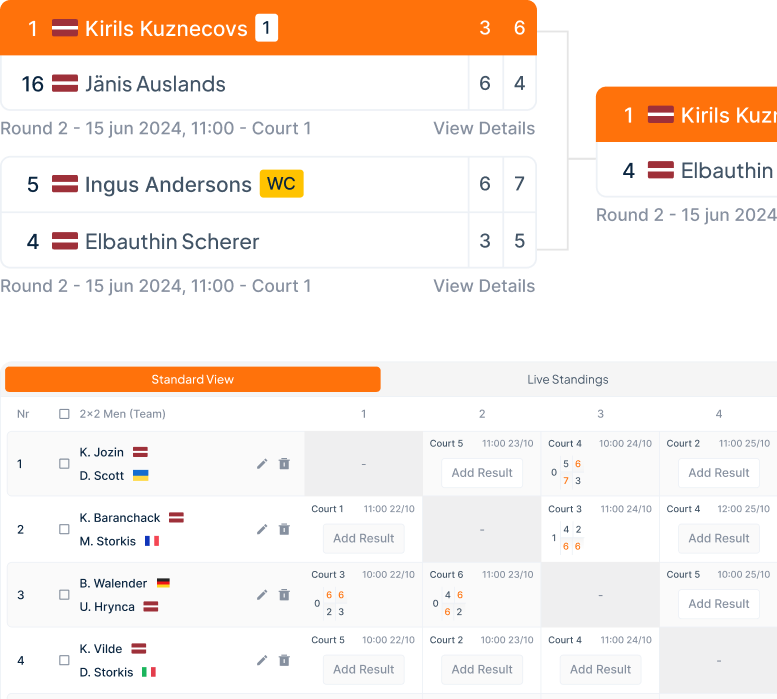 1 Kirils Kuznecovs 1 3 6
16 Jänis Auslands 6 4
Round 2 - 15 jun 2024, 11:00 - Court 1 View Details
5 Ingus Andersons WC 6 7
4 Elbauthin Scherer 3 5
Round 2 - 15 jun 2024, 11:00 - Court 1 View Details
1 Kirils Kuz
4 Elbauthin
Round 2 - 15 jun 2024
Standard View Live Standings
Nr 2×2 Men (Team) 1 2 3 4
1
K. Jozin
D. Scott
-
Court 5 11:00 23/10
Add Result
Court 4 10:00 24/10
0
5 6
7 3
Court 2 11:00 25/10
Add Result
2
K. Baranchack
M. Storkis
Court 1 11:00 22/10
Add Result
-
Court 3 11:00 24/10
1
4 2
6 6
Court 4 12:00 25/10
Add Result
3
B. Walender
U. Hrynca
Court 3 10:00 22/10
0
6 6
2 3
Court 6 11:00 23/10
0
4 6
6 2
-
Court 5 10:00 25/10
Add Result
4
K. Vilde
D. Storkis
Court 5 10:00 22/10
Add Result
Court 2 10:00 23/10
Add Result
Court 4 11:00 24/10
Add Result
-